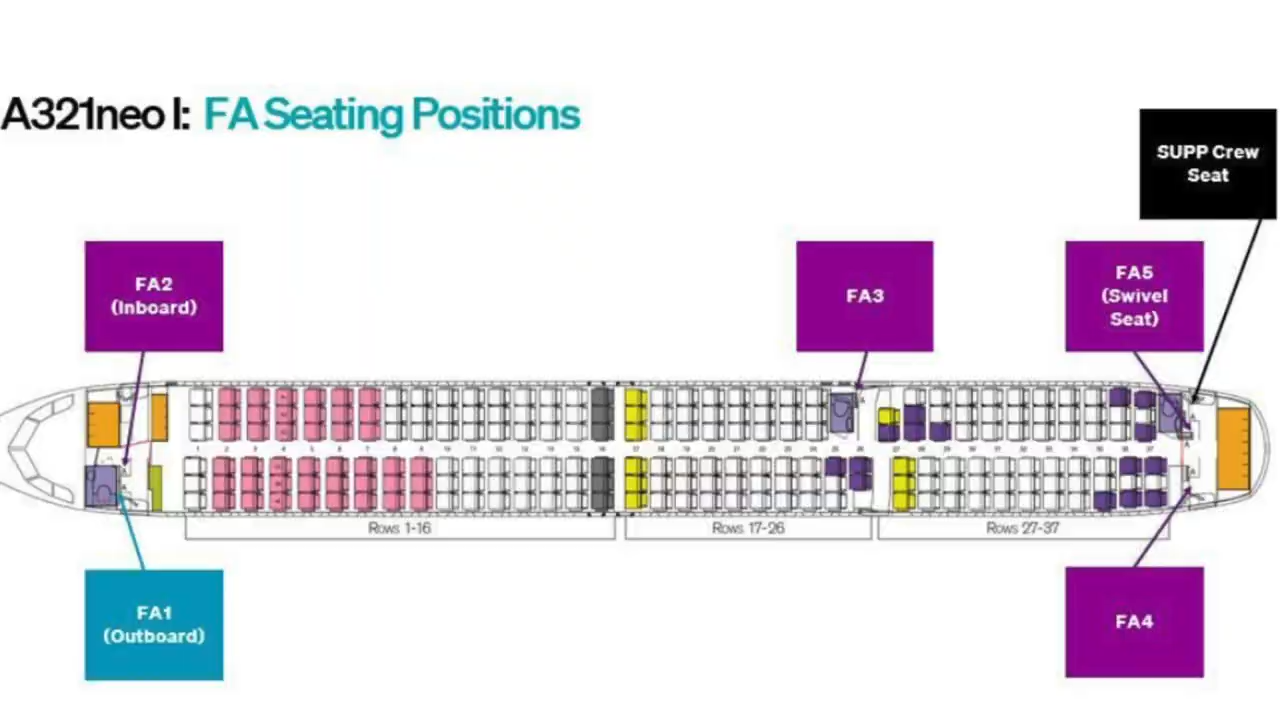 A321neo I: FA Seating Positions
SUPP Crew
Seat
FA2
(Inboard)
FA3
FA5
(Swivel
Seat)
Rows 1-16
Rows 17-26
Rows 27-37
FA1
(Outboard)
FA4